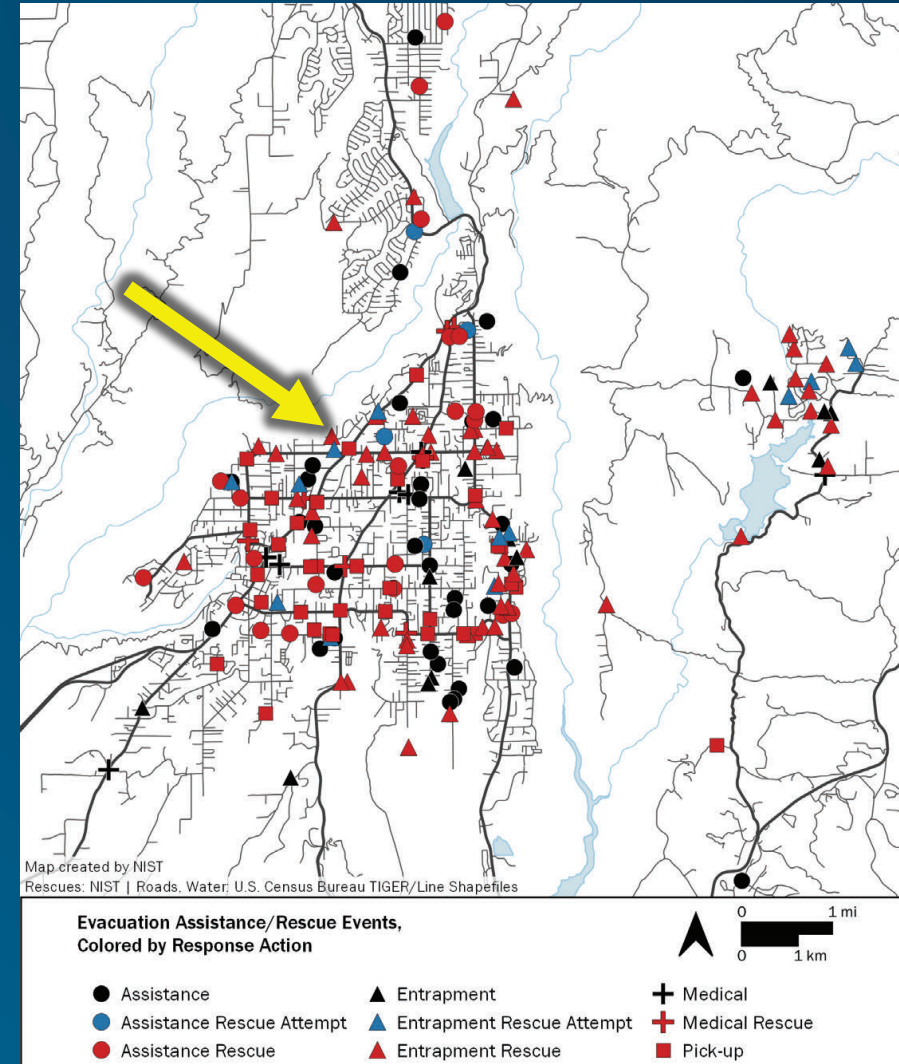 Map created by NIST
Rescues: NIST | Roads, Water: U.S. Census Bureau TIGER/Line Shapefiles
Evacuation Assistance/Rescue Events,
Colored by Response Action
0 1 mi
0 1 km
Assistance Entrapment Medical
Assistance Rescue Attempt Entrapment Rescue Attempt Medical Rescue
Assistance Rescue Entrapment Rescue Pick-up